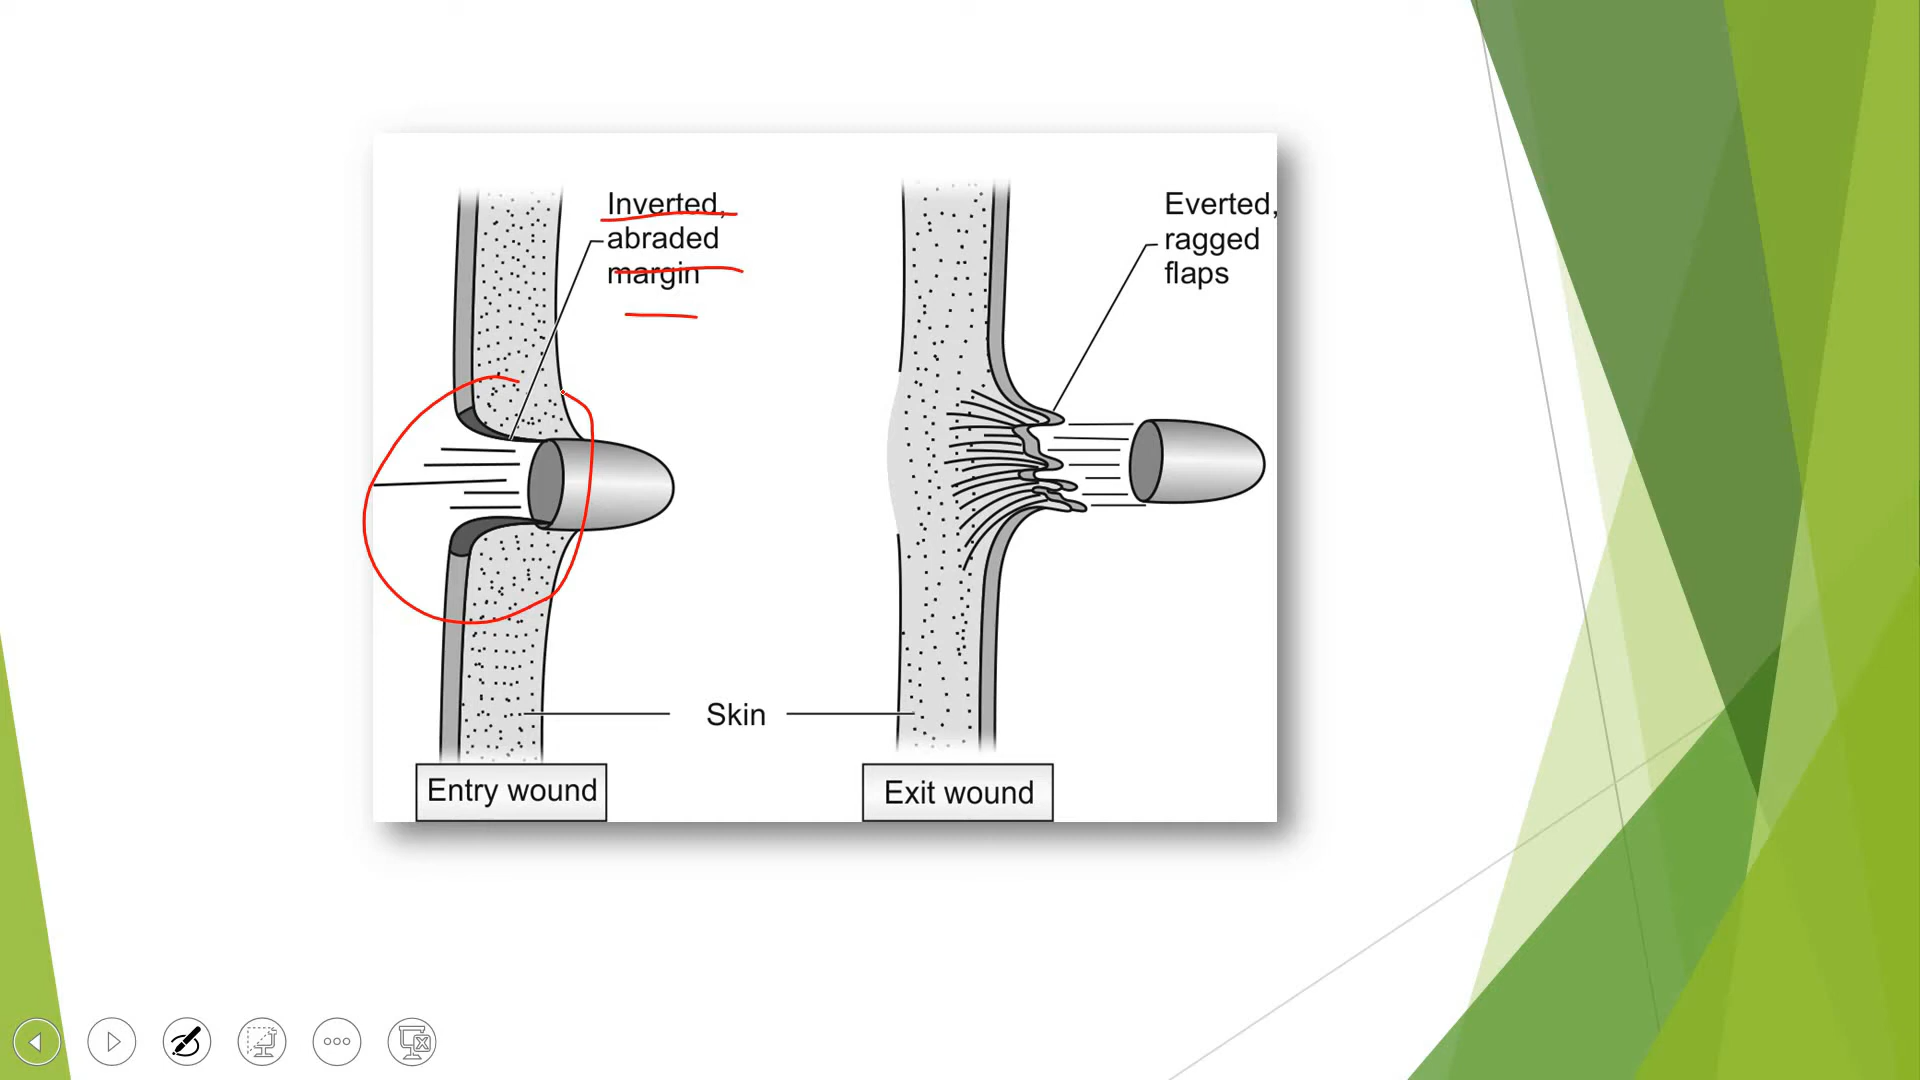 Inverted,
abraded
margin
Everted,
ragged
flaps
Skin
Entry wound
Exit wound